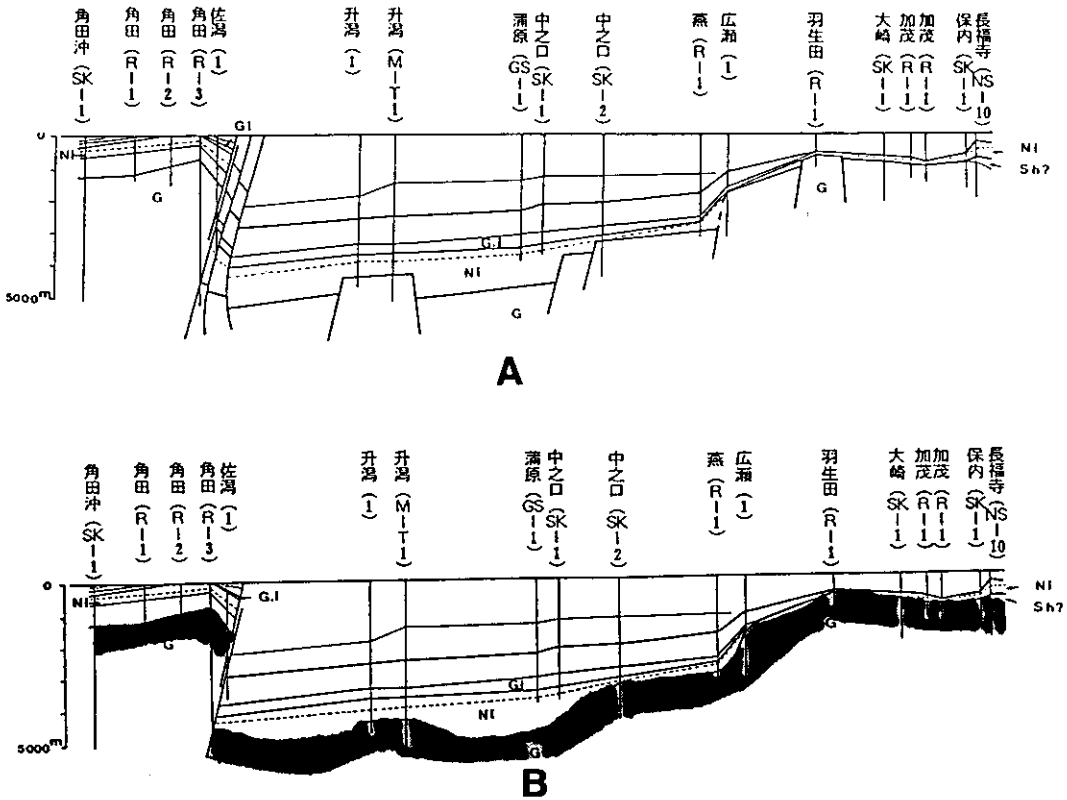 角田沖(SK-1)
角田(R-1)
角田(R-2)
角田(R-3)
佐潟(1)
升潟(1)
升潟(M-T1)
蒲原(GS-1)
中之口(SK-1)
中之口(SK-2)
燕(R-1)
広瀬(1)
羽生田(R-1)
大崎(SK-1)
加茂(R-1)
加茂(R-1)
保内(SK-1)
長福寺(NS-10)
0
GI
NI
NI
Sh?
G
G
G.I
NI
5000m
G
A
角田沖(SK-1)
角田(R-1)
角田(R-2)
角田(R-3)
佐潟(1)
升潟(1)
升潟(M-T1)
蒲原(GS-1)
中之口(SK-1)
中之口(SK-2)
燕(R-1)
広瀬(1)
羽生田(R-1)
大崎(SK-1)
加茂(R-1)
加茂(R-1)
保内(SK-1)
長福寺(NS-10)
0
NI
G.I
NI
Sh?
G
G
GI
NI
5000m
G
B